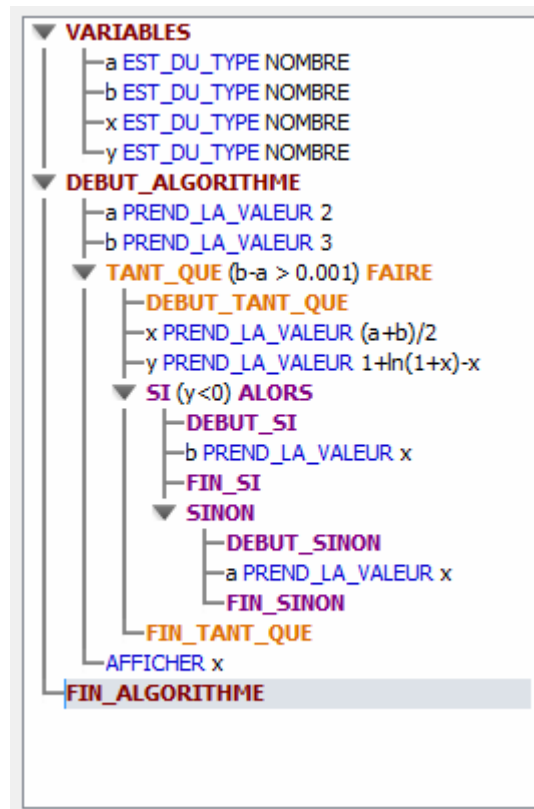 VARIABLES
a EST_DU_TYPE NOMBRE
b EST_DU_TYPE NOMBRE
x EST_DU_TYPE NOMBRE
y EST_DU_TYPE NOMBRE
DEBUT_ALGORITHME
a PREND_LA_VALEUR 2
b PREND_LA_VALEUR 3
TANT_QUE (b-a > 0.001) FAIRE
DEBUT_TANT_QUE
x PREND_LA_VALEUR (a+b)/2
y PREND_LA_VALEUR 1+ln(1+x)-x
SI (y<0) ALORS
DEBUT_SI
b PREND_LA_VALEUR x
FIN_SI
SINON
DEBUT_SINON
a PREND_LA_VALEUR x
FIN_SINON
FIN_TANT_QUE
AFFICHER x
FIN_ALGORITHME